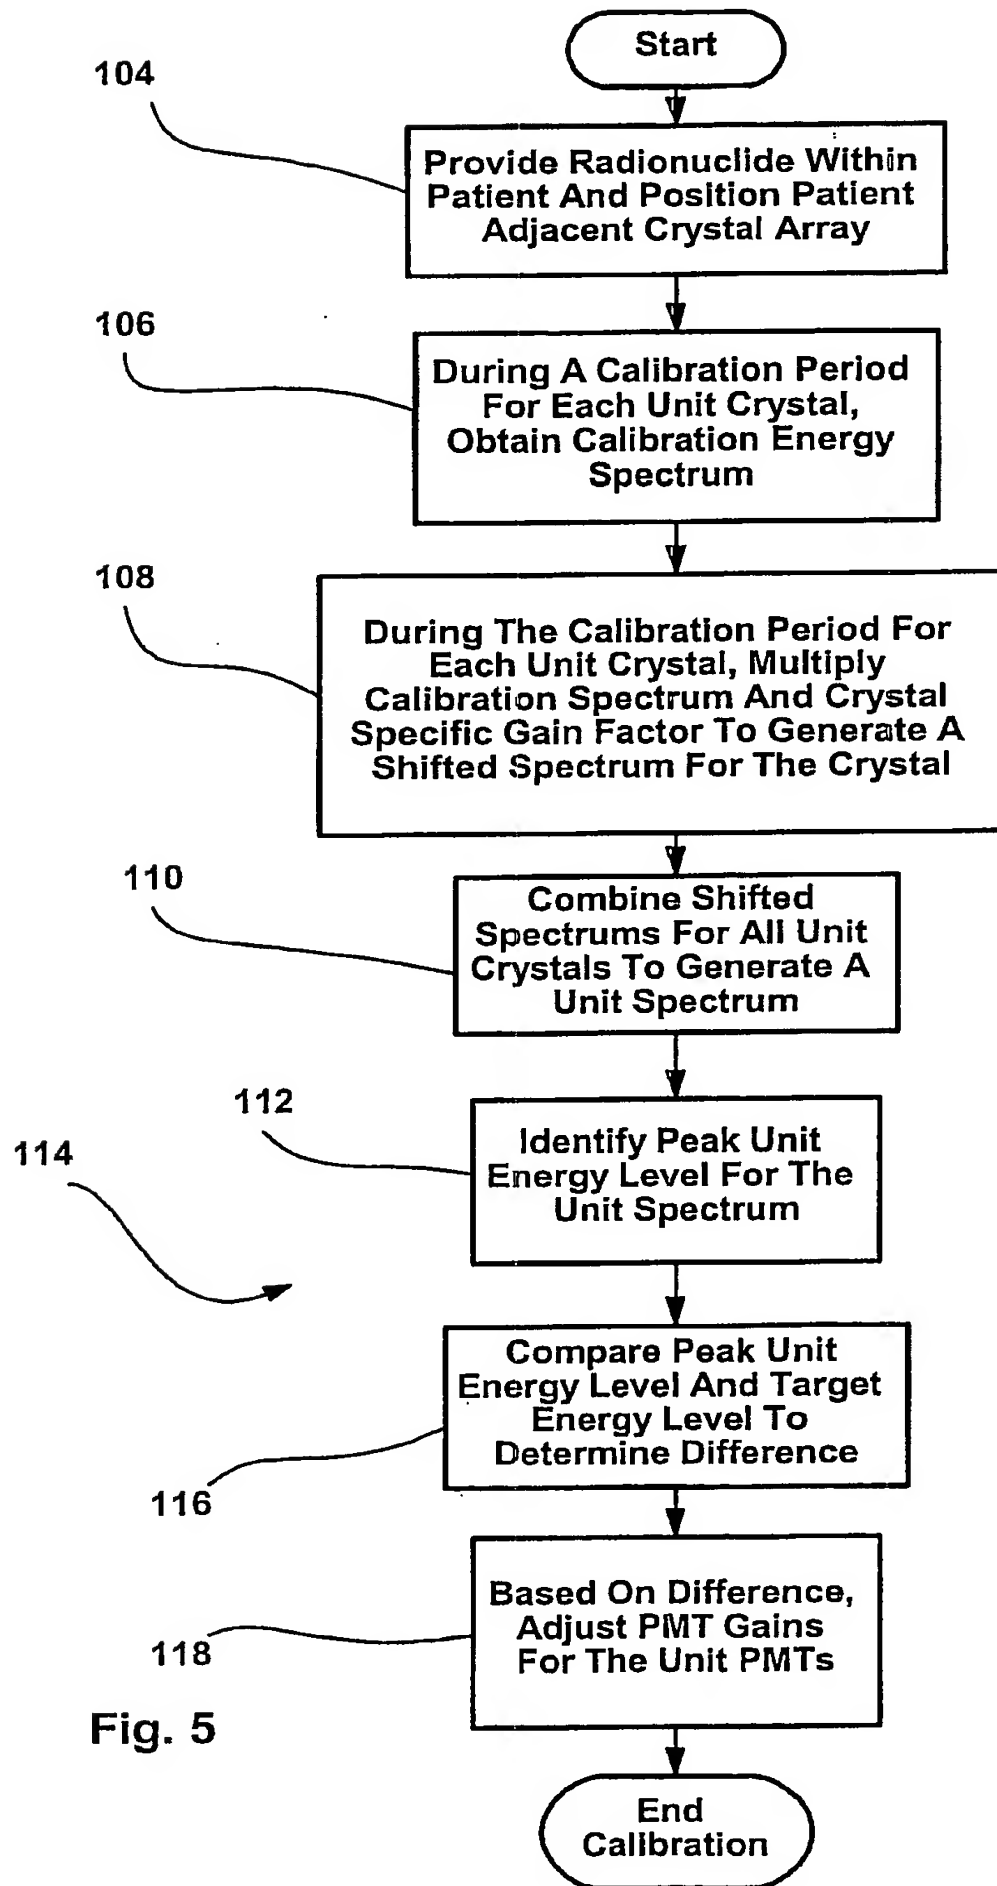 Start
104
Provide Radionuclide Within
Patient And Position Patient
Adjacent Crystal Array
106
During A Calibration Period
For Each Unit Crystal,
Obtain Calibration Energy
Spectrum
108
During The Calibration Period For
Each Unit Crystal, Multiply
Calibration Spectrum And Crystal
Specific Gain Factor To Generate A
Shifted Spectrum For The Crystal
110
Combine Shifted
Spectrums For All Unit
Crystals To Generate A
Unit Spectrum
112
Identify Peak Unit
Energy Level For The
Unit Spectrum
114
Compare Peak Unit
Energy Level And Target
Energy Level To
Determine Difference
116
Based On Difference,
Adjust PMT Gains
For The Unit PMTs
118
Fig. 5
End
Calibration